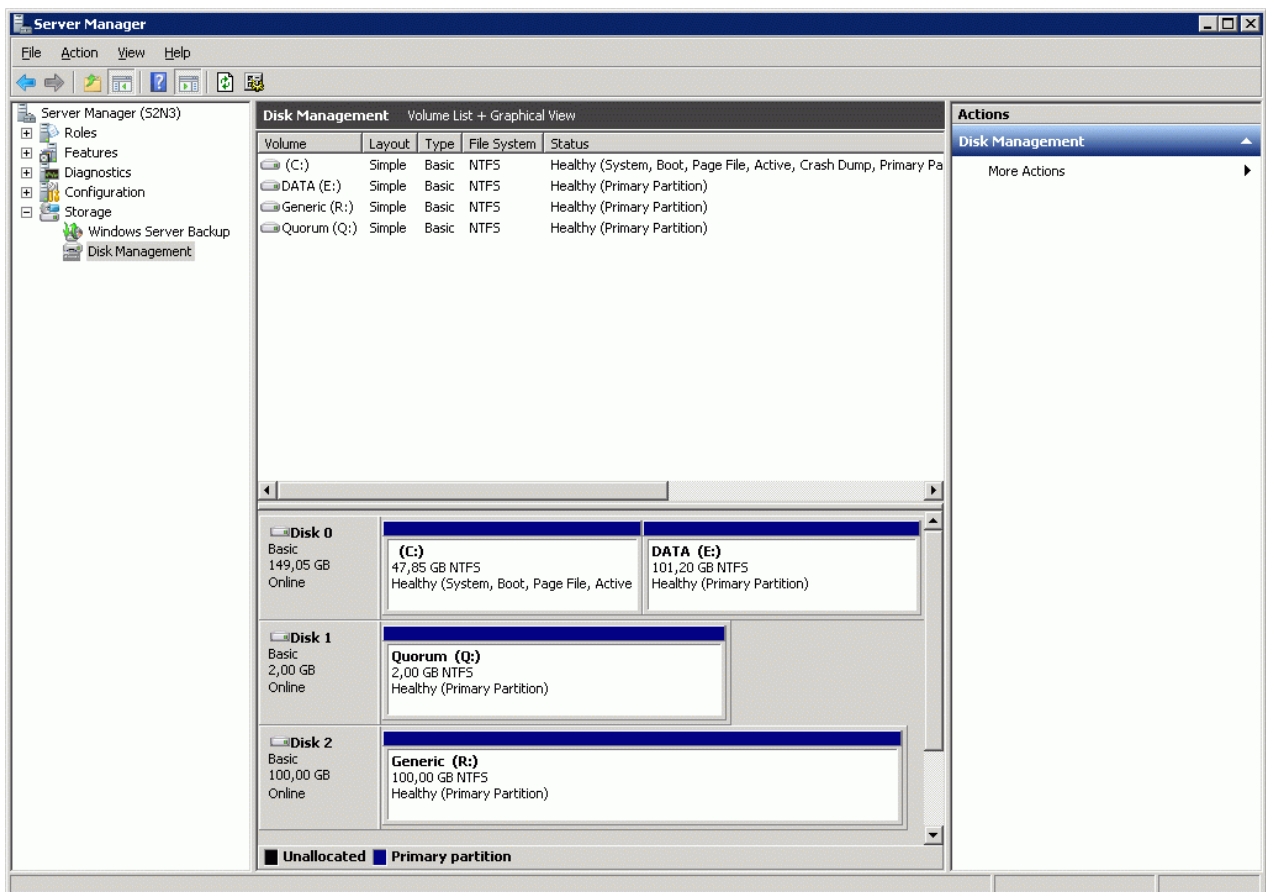 Server Manager
File Action View Help
Server Manager (S2N3)
Roles
Features
Diagnostics
Configuration
Storage
Windows Server Backup
Disk Management
Disk Management Volume List + Graphical View
Volume Layout Type File System Status
(C:) Simple Basic NTFS Healthy (System, Boot, Page File, Active, Crash Dump, Primary Pa
DATA (E:) Simple Basic NTFS Healthy (Primary Partition)
Generic (R:) Simple Basic NTFS Healthy (Primary Partition)
Quorum (Q:) Simple Basic NTFS Healthy (Primary Partition)
Disk 0
Basic
149,05 GB
Online
(C:)
47,85 GB NTFS
Healthy (System, Boot, Page File, Active
DATA (E:)
101,20 GB NTFS
Healthy (Primary Partition)
Disk 1
Basic
2,00 GB
Online
Quorum (Q:)
2,00 GB NTFS
Healthy (Primary Partition)
Disk 2
Basic
100,00 GB
Online
Generic (R:)
100,00 GB NTFS
Healthy (Primary Partition)
Unallocated Primary partition
Actions
Disk Management
More Actions